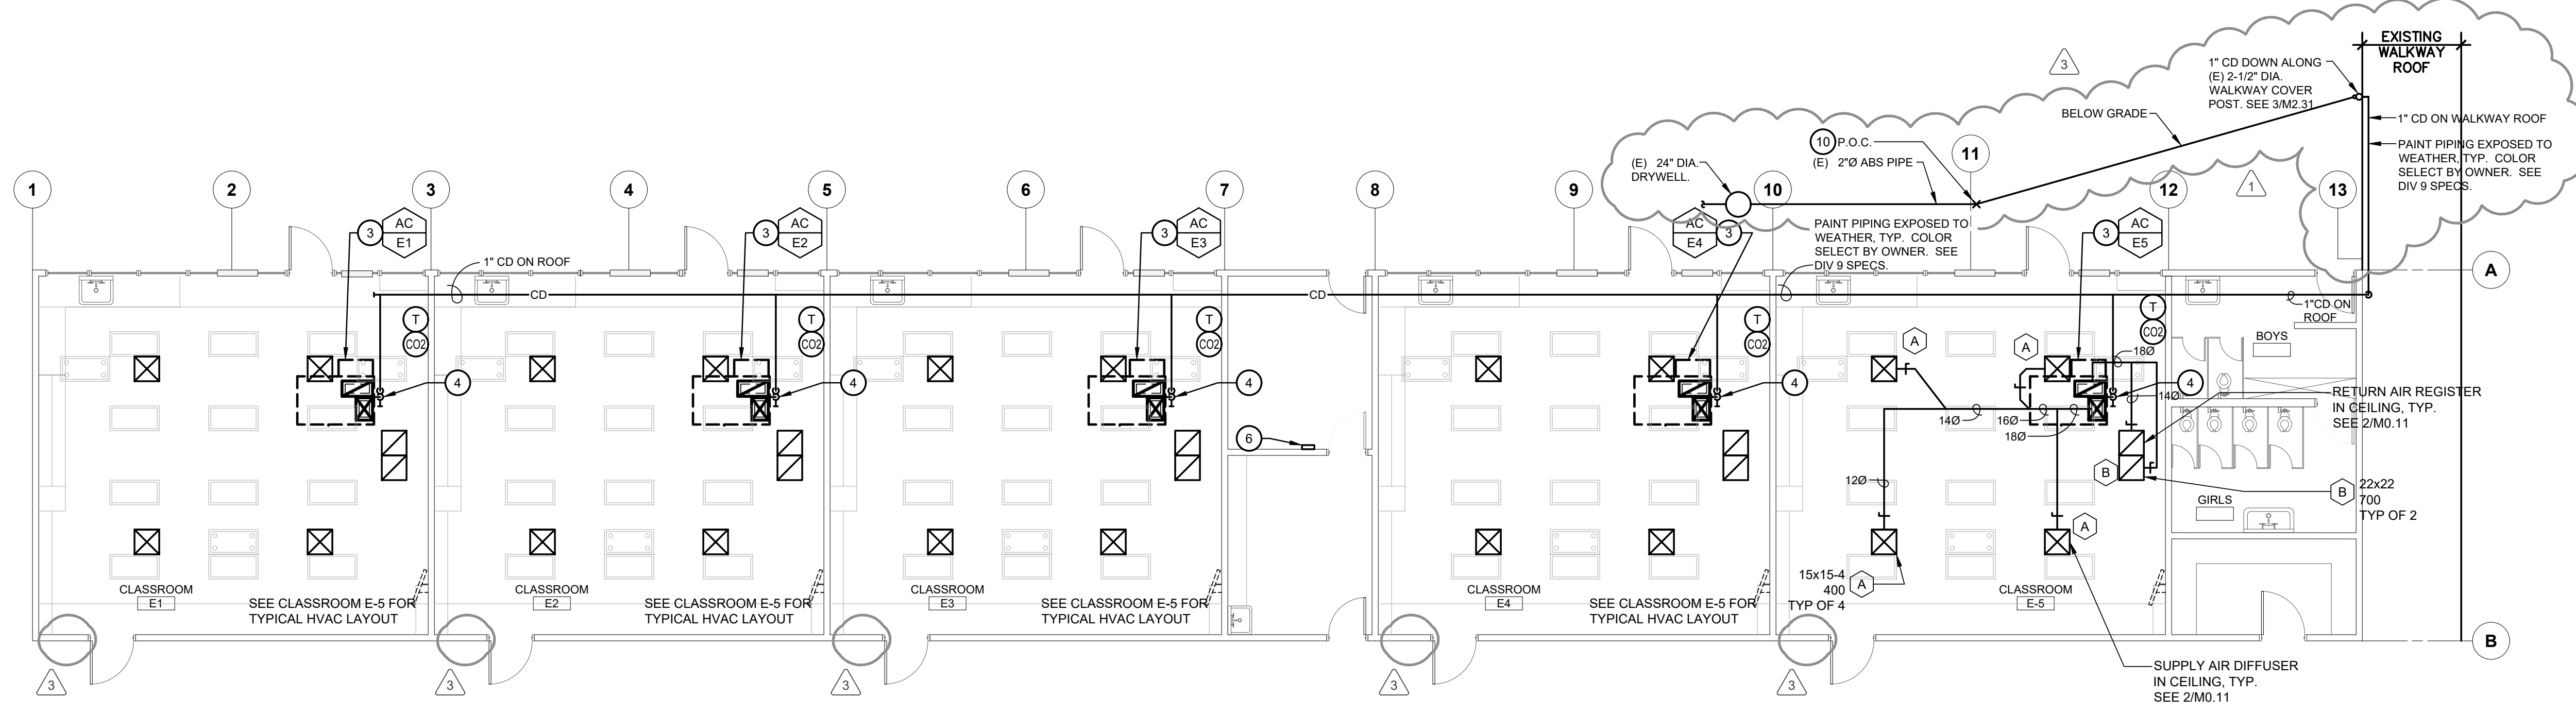 EXISTING
WALKWAY
ROOF
3
1" CD DOWN ALONG
(E) 2-1/2" DIA.
WALKWAY COVER
POST. SEE 3/M2.31
BELOW GRADE
1" CD ON WALKWAY ROOF
PAINT PIPING EXPOSED TO
WEATHER, TYP. COLOR
SELECT BY OWNER. SEE
DIV 9 SPECS.
10 P.O.C.
(E) 2"Ø ABS PIPE
(E) 24" DIA.
DRYWELL.
1
1
2
3
4
5
6
7
8
9
10
11
12
13
3
AC
E1
3
AC
E2
3
AC
E3
AC
E4
3
3
AC
E5
PAINT PIPING EXPOSED TO
WEATHER, TYP. COLOR
SELECT BY OWNER. SEE
DIV 9 SPECS.
1" CD ON ROOF
CD
CD
1"CD ON
ROOF
A
T
CO2
T
CO2
T
CO2
T
CO2
T
CO2
BOYS
A
A
18Ø
4
4
4
4
4
14Ø
RETURN AIR REGISTER
IN CEILING, TYP.
SEE 2/M0.11
14Ø
16Ø
18Ø
6
12Ø
B
B
22x22
700
TYP OF 2
GIRLS
A
15x15-4
400
TYP OF 4
A
CLASSROOM
E1
SEE CLASSROOM E-5 FOR
TYPICAL HVAC LAYOUT
CLASSROOM
E2
SEE CLASSROOM E-5 FOR
TYPICAL HVAC LAYOUT
CLASSROOM
E3
SEE CLASSROOM E-5 FOR
TYPICAL HVAC LAYOUT
CLASSROOM
E4
SEE CLASSROOM E-5 FOR
TYPICAL HVAC LAYOUT
CLASSROOM
E-5
B
3
3
3
3
3
SUPPLY AIR DIFFUSER
IN CEILING, TYP.
SEE 2/M0.11